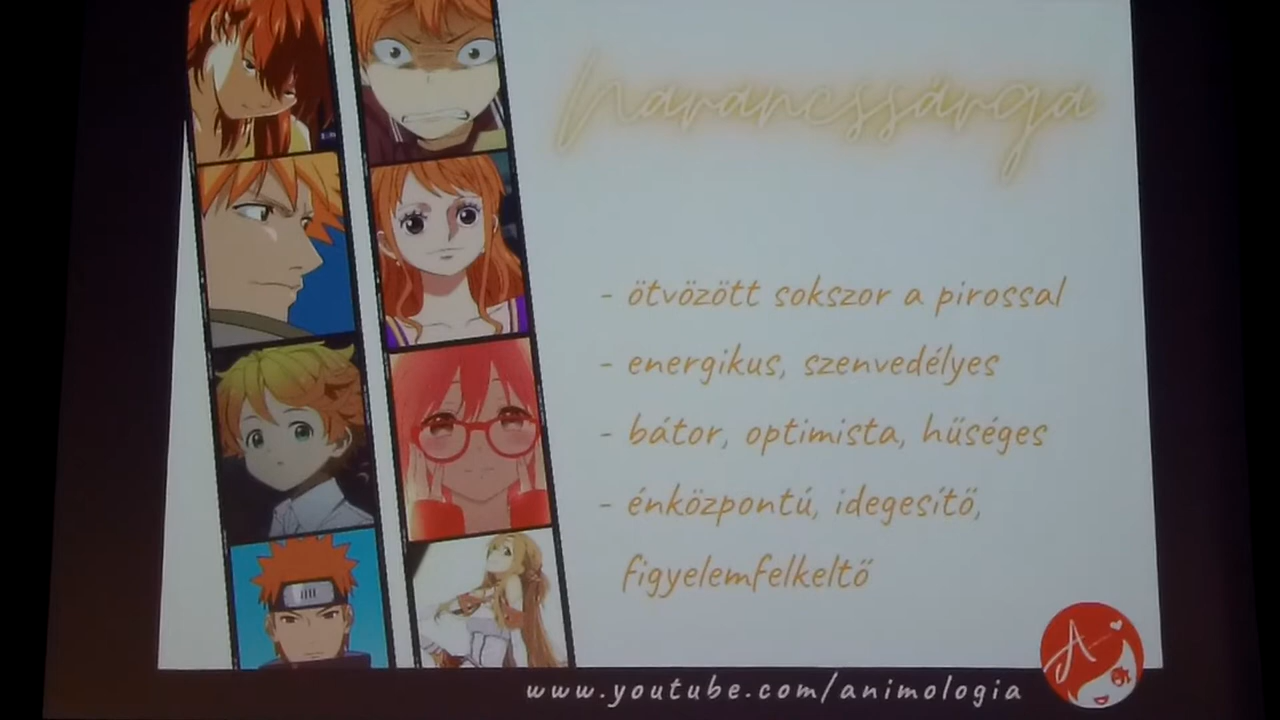 narancssárga
- ötvözött sokszor a pirossal
- energikus, szenvedélyes
- bátor, optimista, hűséges
- énközpontú, idegesítő,
figyelemfelkeltő
www.youtube.com/animologia
A